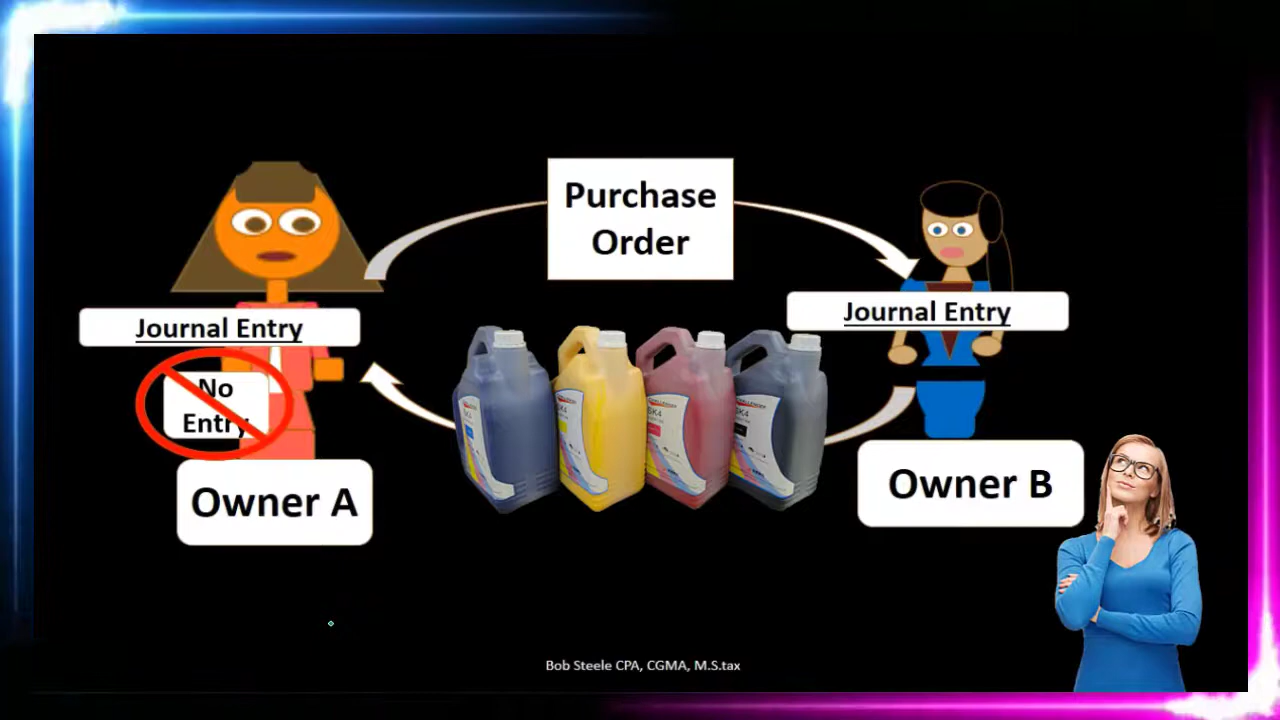 Purchase
Order
Journal Entry
Journal Entry
No
Entry
Owner A
Owner B
Bob Steele CPA, CGMA, M.S.tax